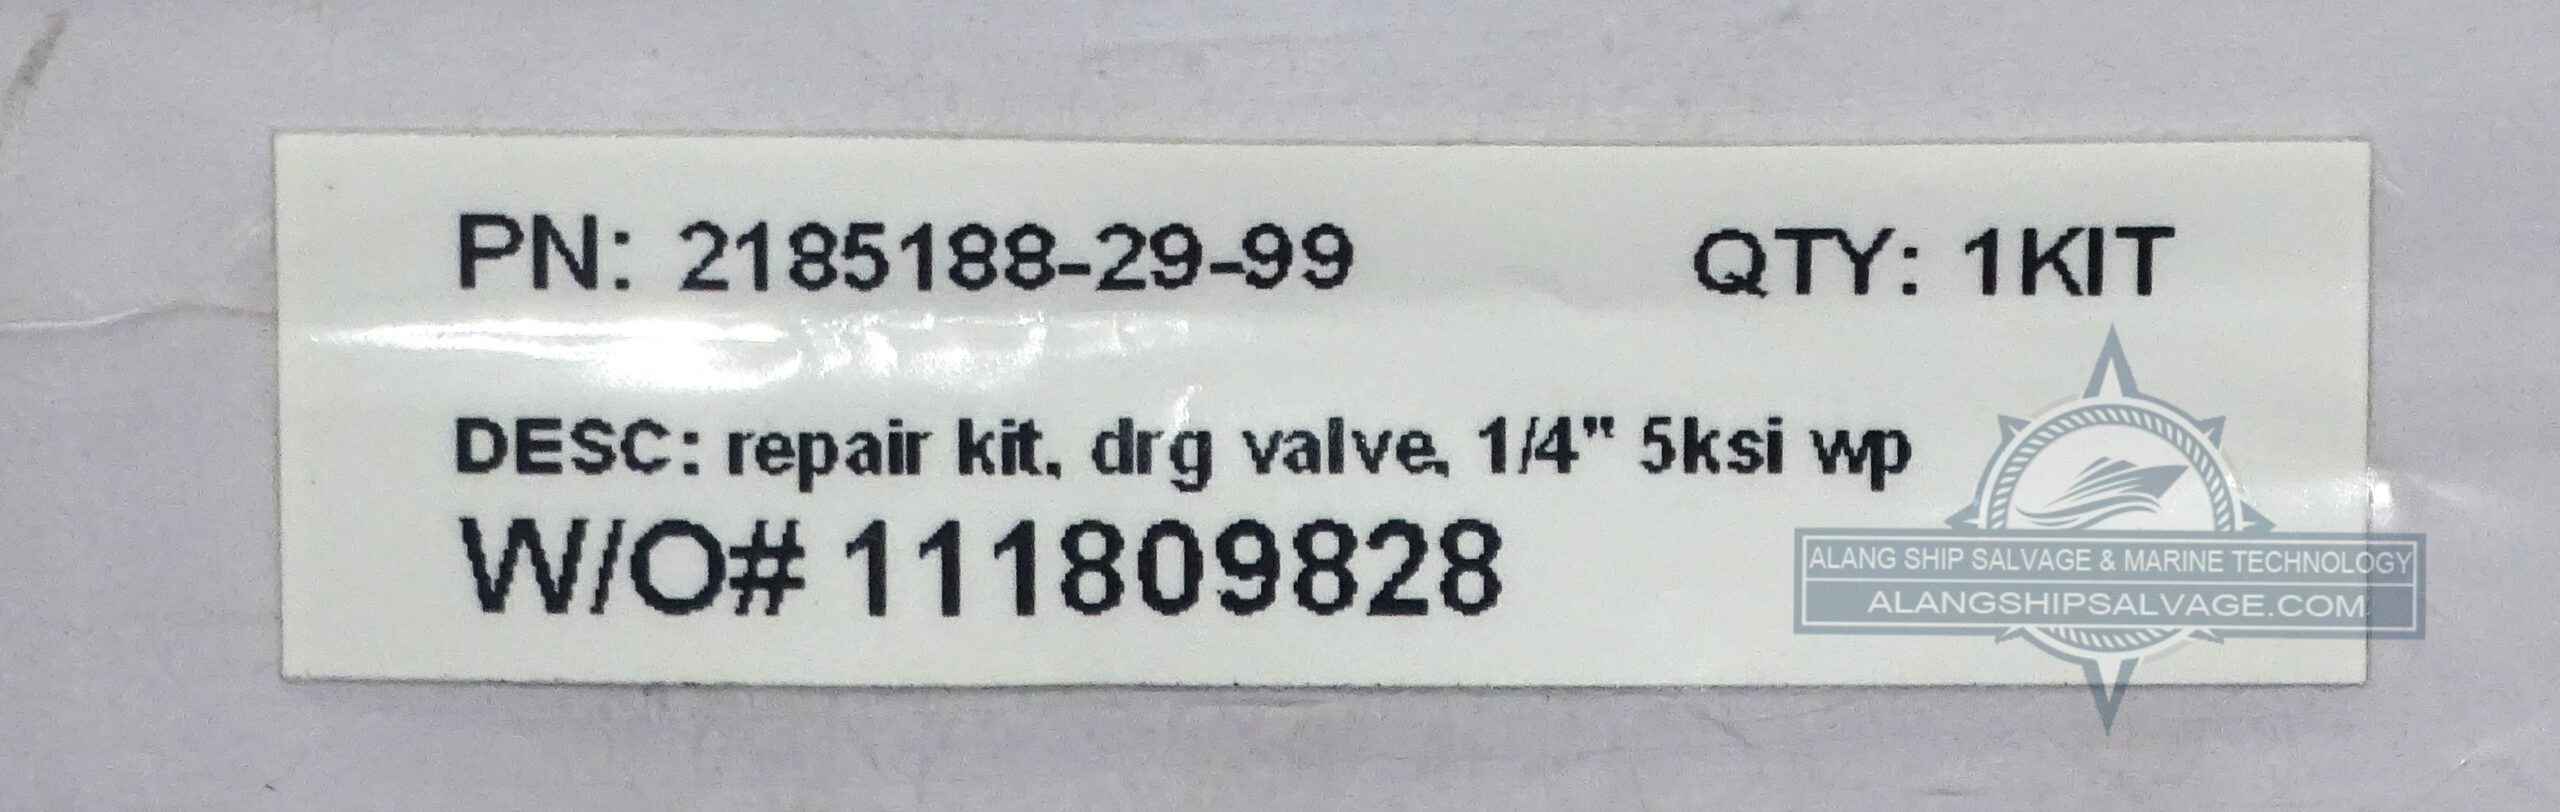 PN: 2185188-29-99 QTY: 1KIT
DESC: repair kit, drg valve, 1/4" 5ksi wp
W/O# 111809828
ALANG SHIP SALVAGE & MARINE TECHNOLOGY
ALANGSHIPSALVAGE.COM